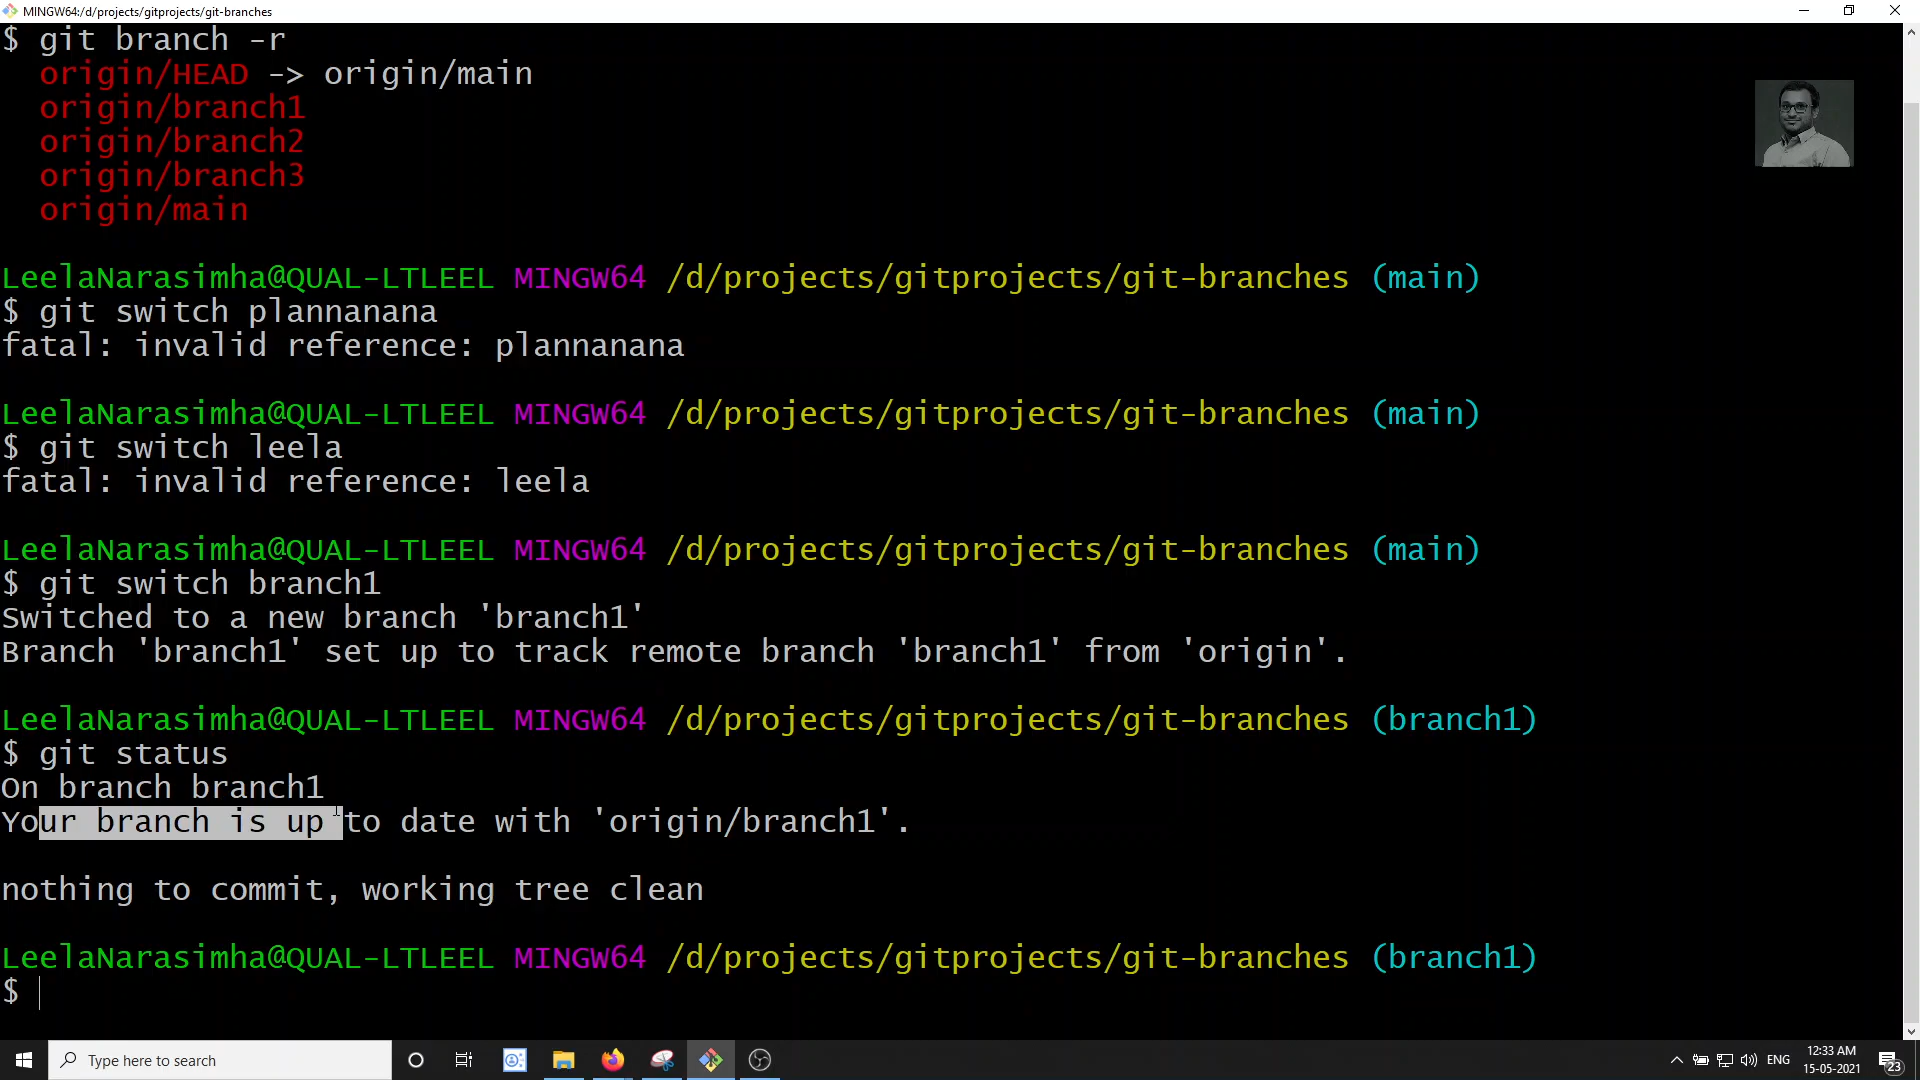 MINGW64:/d/projects/gitprojects/git-branches
$ git branch -r
origin/HEAD -> origin/main
origin/branch1
origin/branch2
origin/branch3
origin/main
LeelaNarasimha@QUAL-LTLEEL MINGW64 /d/projects/gitprojects/git-branches (main)
$ git switch plannanana
fatal: invalid reference: plannanana
LeelaNarasimha@QUAL-LTLEEL MINGW64 /d/projects/gitprojects/git-branches (main)
$ git switch leela
fatal: invalid reference: leela
LeelaNarasimha@QUAL-LTLEEL MINGW64 /d/projects/gitprojects/git-branches (main)
$ git switch branch1
Switched to a new branch 'branch1'
Branch 'branch1' set up to track remote branch 'branch1' from 'origin'.
LeelaNarasimha@QUAL-LTLEEL MINGW64 /d/projects/gitprojects/git-branches (branch1)
$ git status
On branch branch1
Your branch is up to date with 'origin/branch1'.
nothing to commit, working tree clean
LeelaNarasimha@QUAL-LTLEEL MINGW64 /d/projects/gitprojects/git-branches (branch1)
$
Type here to search
ENG
12:33 AM
15-05-2021
23